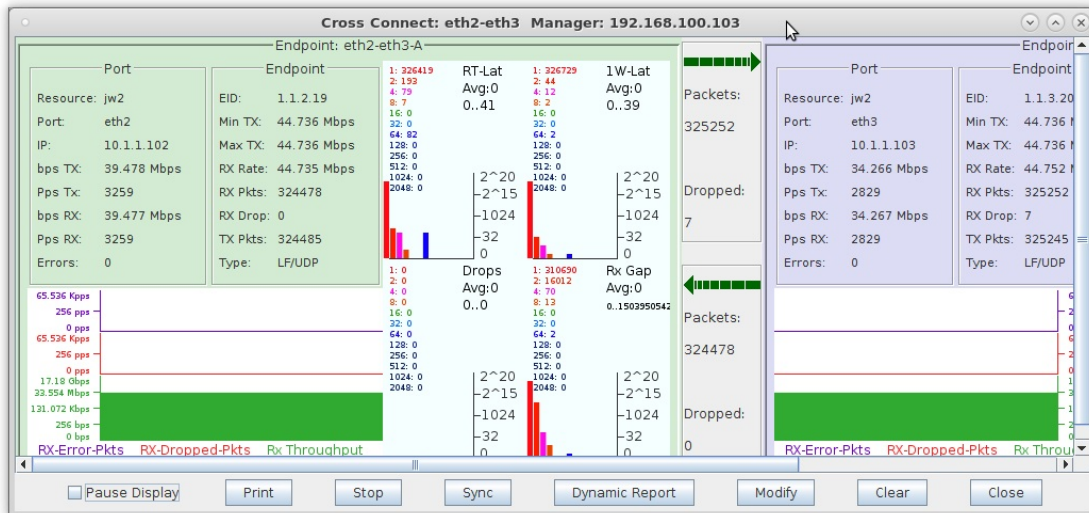 Cross Connect: eth2-eth3  Manager: 192.168.100.103
Endpoint: eth2-eth3-A
Port
Resource: jw2
Port: eth2
IP: 10.1.1.102
bps TX: 39.478 Mbps
Pps Tx: 3259
bps RX: 39.477 Mbps
Pps RX: 3259
Errors: 0
Endpoint
EID: 1.1.2.19
Min TX: 44.736 Mbps
Max TX: 44.736 Mbps
RX Rate: 44.735 Mbps
RX Pkts: 324478
RX Drop: 0
TX Pkts: 324485
Type: LF/UDP
65.536 Kpps
256 pps
0 pps
65.536 Kpps
256 pps
0 pps
17.18 Gbps
33.554 Mbps
131.072 Kbps
256 bps
0 bps
RX-Error-Pkts RX-Dropped-Pkts Rx Throughput
1: 326419
2: 193
4: 79
8: 7
16: 0
32: 0
64: 82
128: 0
256: 0
512: 0
1024: 0
2048: 0
RT-Lat
Avg:0
0..41
2^20
2^15
1024
32
0
1: 326729
2: 44
4: 12
8: 2
16: 0
32: 0
64: 2
128: 0
256: 0
512: 0
1024: 0
2048: 0
1W-Lat
Avg:0
0..39
2^20
2^15
1024
32
0
1: 0
2: 0
4: 0
8: 0
16: 0
32: 0
64: 0
128: 0
256: 0
512: 0
1024: 0
2048: 0
Drops
Avg:0
0..0
2^20
2^15
1024
32
0
1: 310690
2: 16012
4: 70
8: 13
16: 0
32: 0
64: 2
128: 0
256: 0
512: 0
1024: 0
2048: 0
Rx Gap
Avg:0
0..1503950542
2^20
2^15
1024
32
0
Packets:
325252
Dropped:
7
Packets:
324478
Dropped:
0
Port
Resource: jw2
Port: eth3
IP: 10.1.1.103
bps TX: 34.266 Mbps
Pps Tx: 2829
bps RX: 34.267 Mbps
Pps RX: 2829
Errors: 0
Endpoint
EID: 1.1.3.20
Min TX: 44.736
Max TX: 44.736
RX Rate: 44.752
RX Pkts: 325252
RX Drop: 7
TX Pkts: 325245
Type: LF/UDP
RX-Error-Pkts RX-Dropped-Pkts
Pause Display
Print
Stop
Sync
Dynamic Report
Modify
Clear
Close